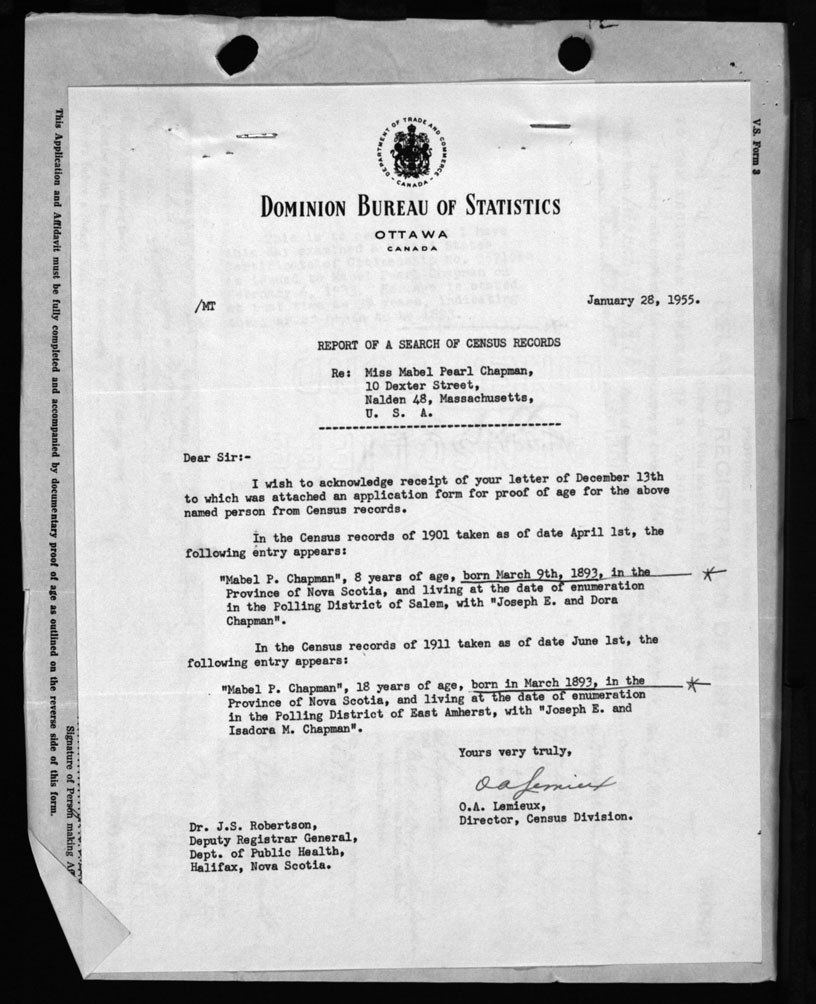 DEPARTMENT OF TRADE AND COMMERCE
CANADA
DOMINION BUREAU OF STATISTICS
OTTAWA
CANADA
/MT
January 28, 1955.
REPORT OF A SEARCH OF CENSUS RECORDS
Re: Miss Mabel Pearl Chapman,
10 Dexter Street,
Nalden 48, Massachusetts,
U. S. A.
Dear Sir:-
I wish to acknowledge receipt of your letter of December 13th
to which was attached an application form for proof of age for the above
named person from Census records.
In the Census records of 1901 taken as of date April 1st, the
following entry appears:
"Mabel P. Chapman", 8 years of age, born March 9th, 1893, in the
Province of Nova Scotia, and living at the date of enumeration
in the Polling District of Salem, with "Joseph E. and Dora
Chapman".
In the Census records of 1911 taken as of date June 1st, the
following entry appears:
"Mabel P. Chapman", 18 years of age, born in March 1893, in the
Province of Nova Scotia, and living at the date of enumeration
in the Polling District of East Amherst, with "Joseph E. and
Isadora M. Chapman".
Yours very truly,
O A Lemieux
O.A. Lemieux,
Director, Census Division.
Dr. J.S. Robertson,
Deputy Registrar General,
Dept. of Public Health,
Halifax, Nova Scotia.
This Application and Affidavit must be fully completed and accompanied by documentary proof of age as outlined on the reverse side of this form.
Signature of Person making
V.S. Form 3